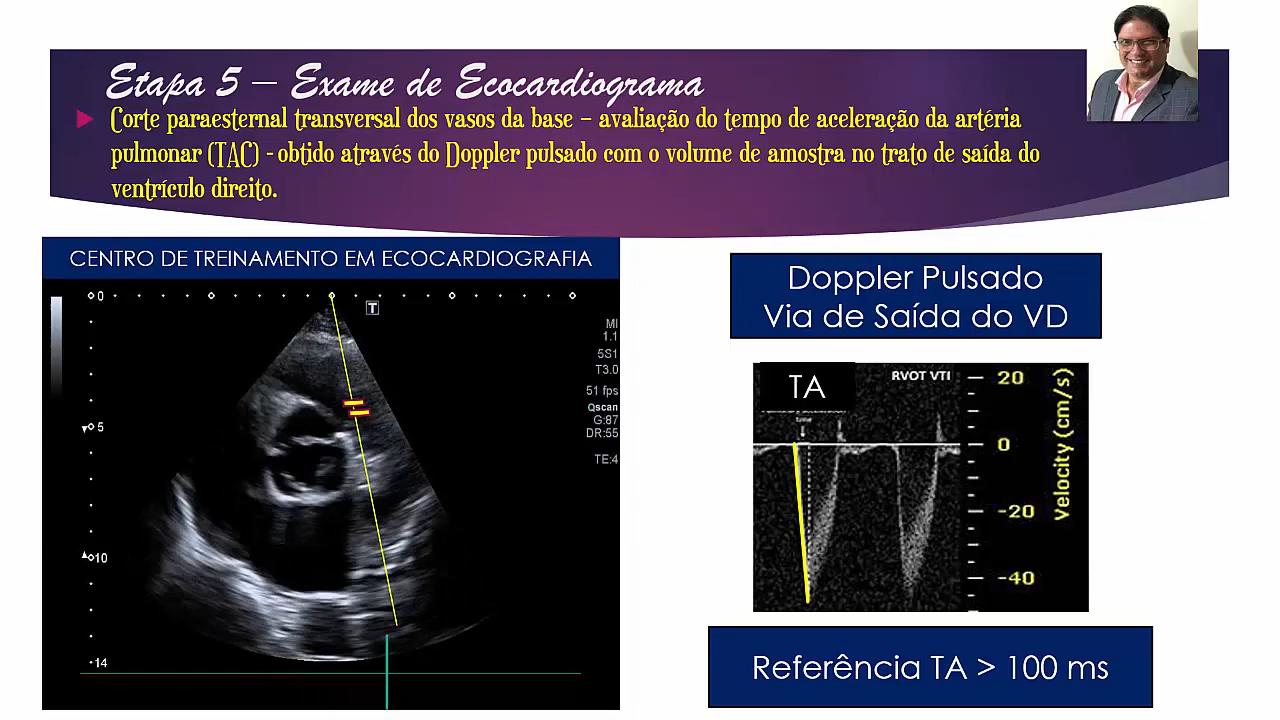 Etapa 5 – Exame de Ecocardiograma
Corte paraesternal transversal dos vasos da base – avaliação do tempo de aceleração da artéria
pulmonar (TAC) - obtido através do Doppler pulsado com o volume de amostra no trato de saída do
ventrículo direito.
CENTRO DE TREINAMENTO EM ECOCARDIOGRAFIA
0
T
MI
1.1
5S1
T3.0
51 fps
Qscan
G:87
DR:55
TE:4
5
10
14
Doppler Pulsado
Via de Saída do VD
TA
RVOT VTI
time
20
0
-20
-40
Velocity (cm/s)
Referência TA > 100 ms